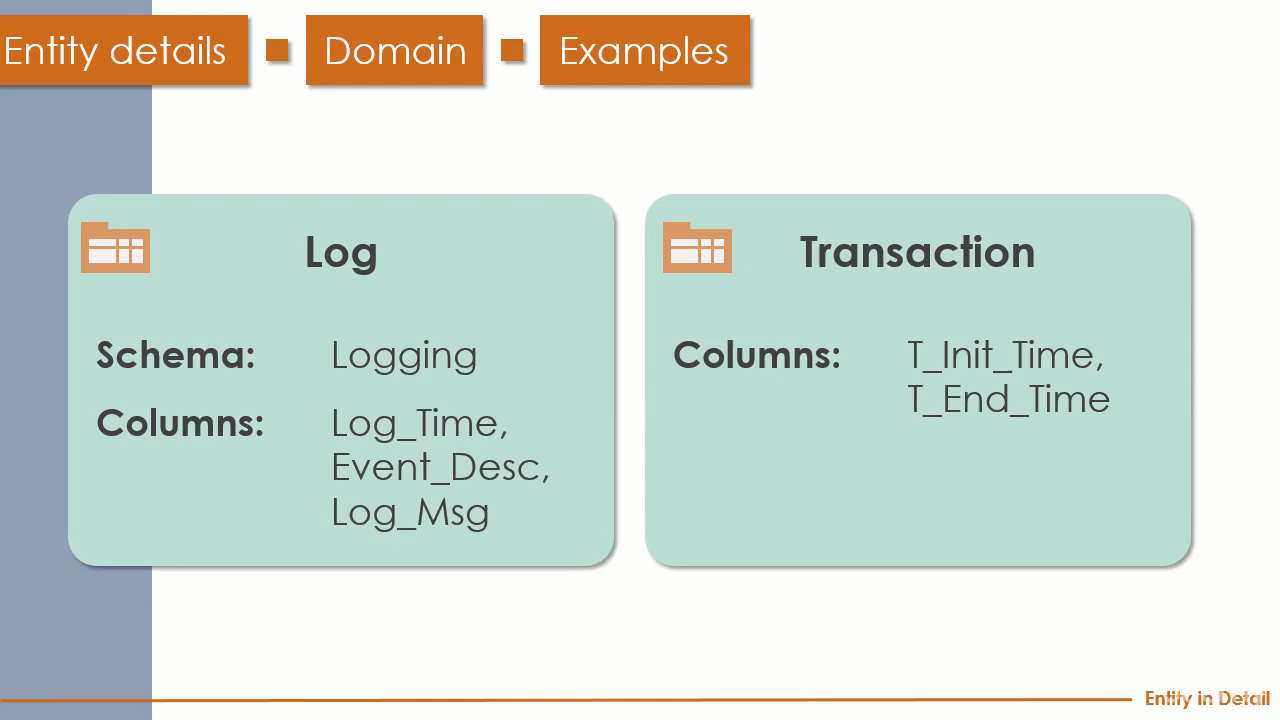 Entity details
Domain
Examples
Log
Schema: Logging
Columns: Log_Time,
Event_Desc,
Log_Msg
Transaction
Columns: T_Init_Time,
T_End_Time
Entity in Detail